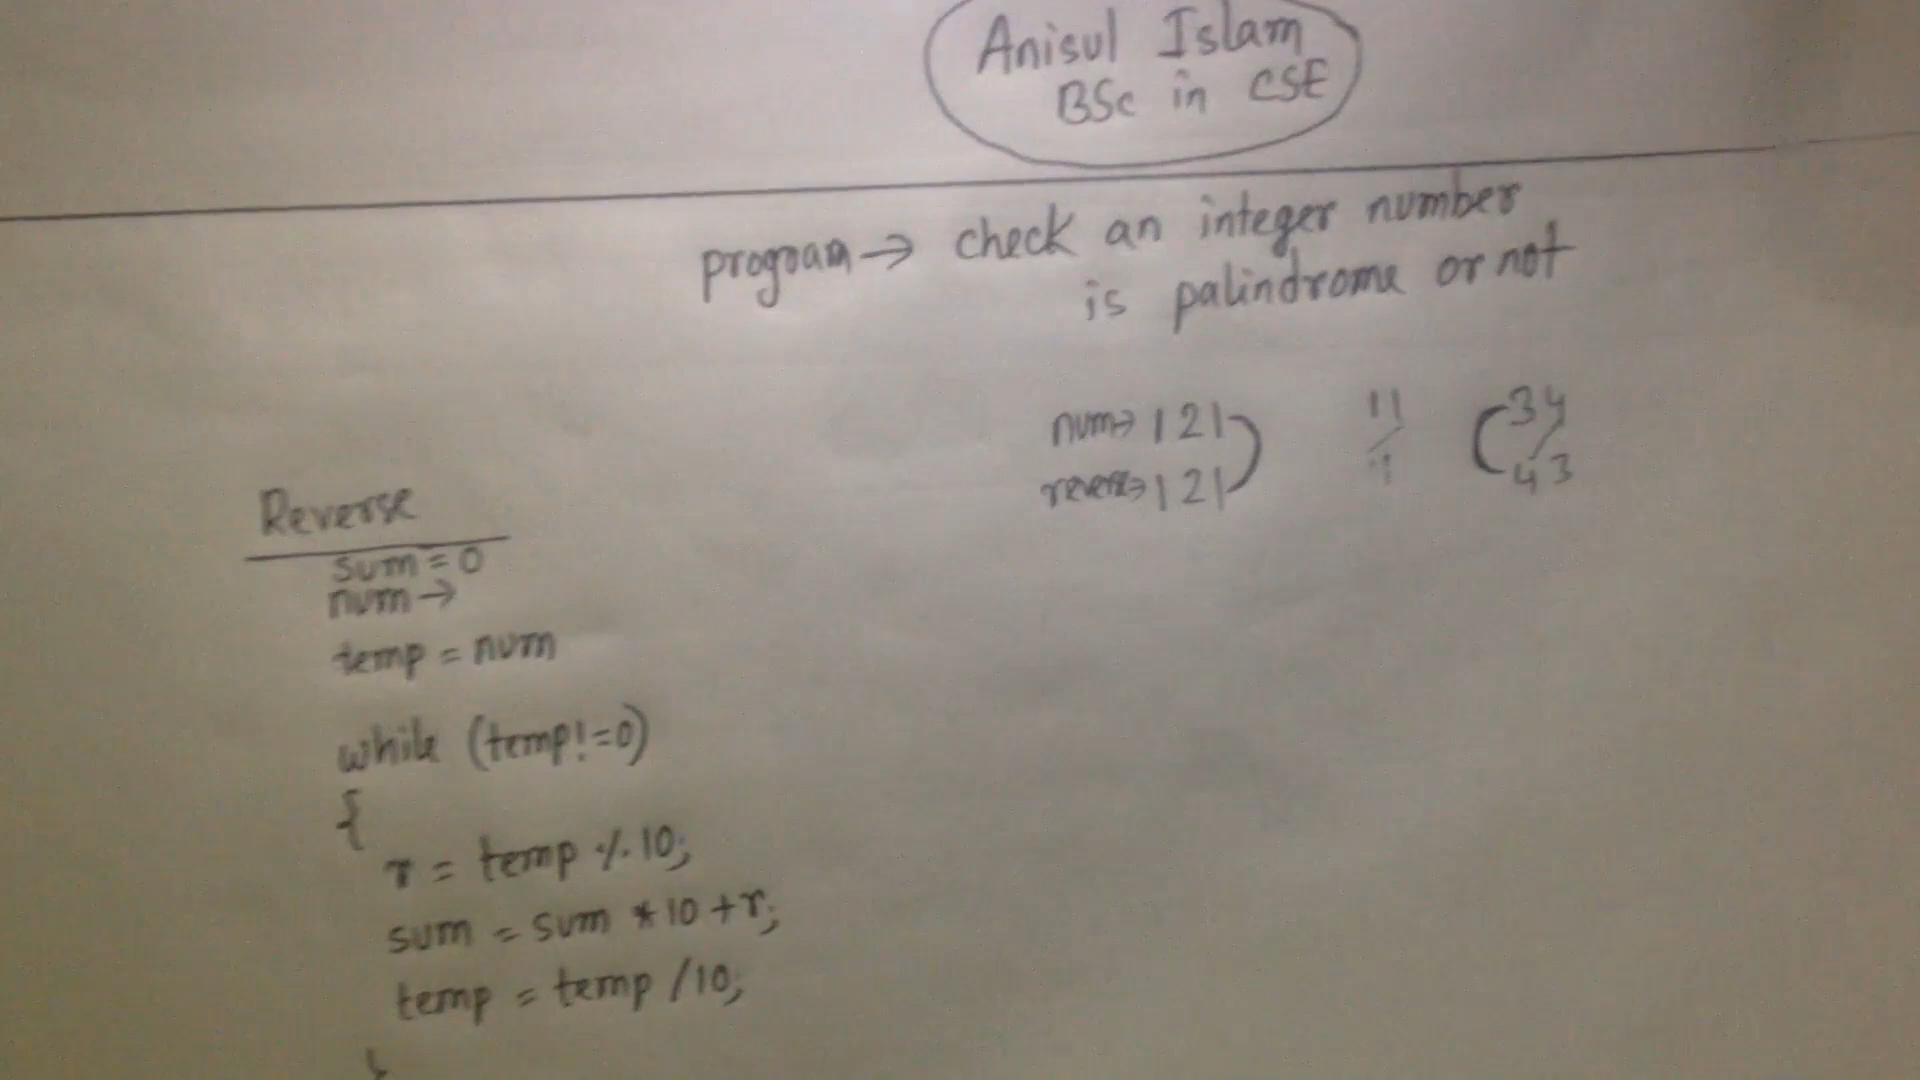 Anisul Islam
BSc in CSE
program → check an integer number
is palindrome or not
num→ 121
reverse→ 121
11
11
34
43
Reverse
sum = 0
num →
temp = num
while (temp!=0)
{
r = temp % 10;
sum = sum * 10 + r;
temp = temp / 10;
}